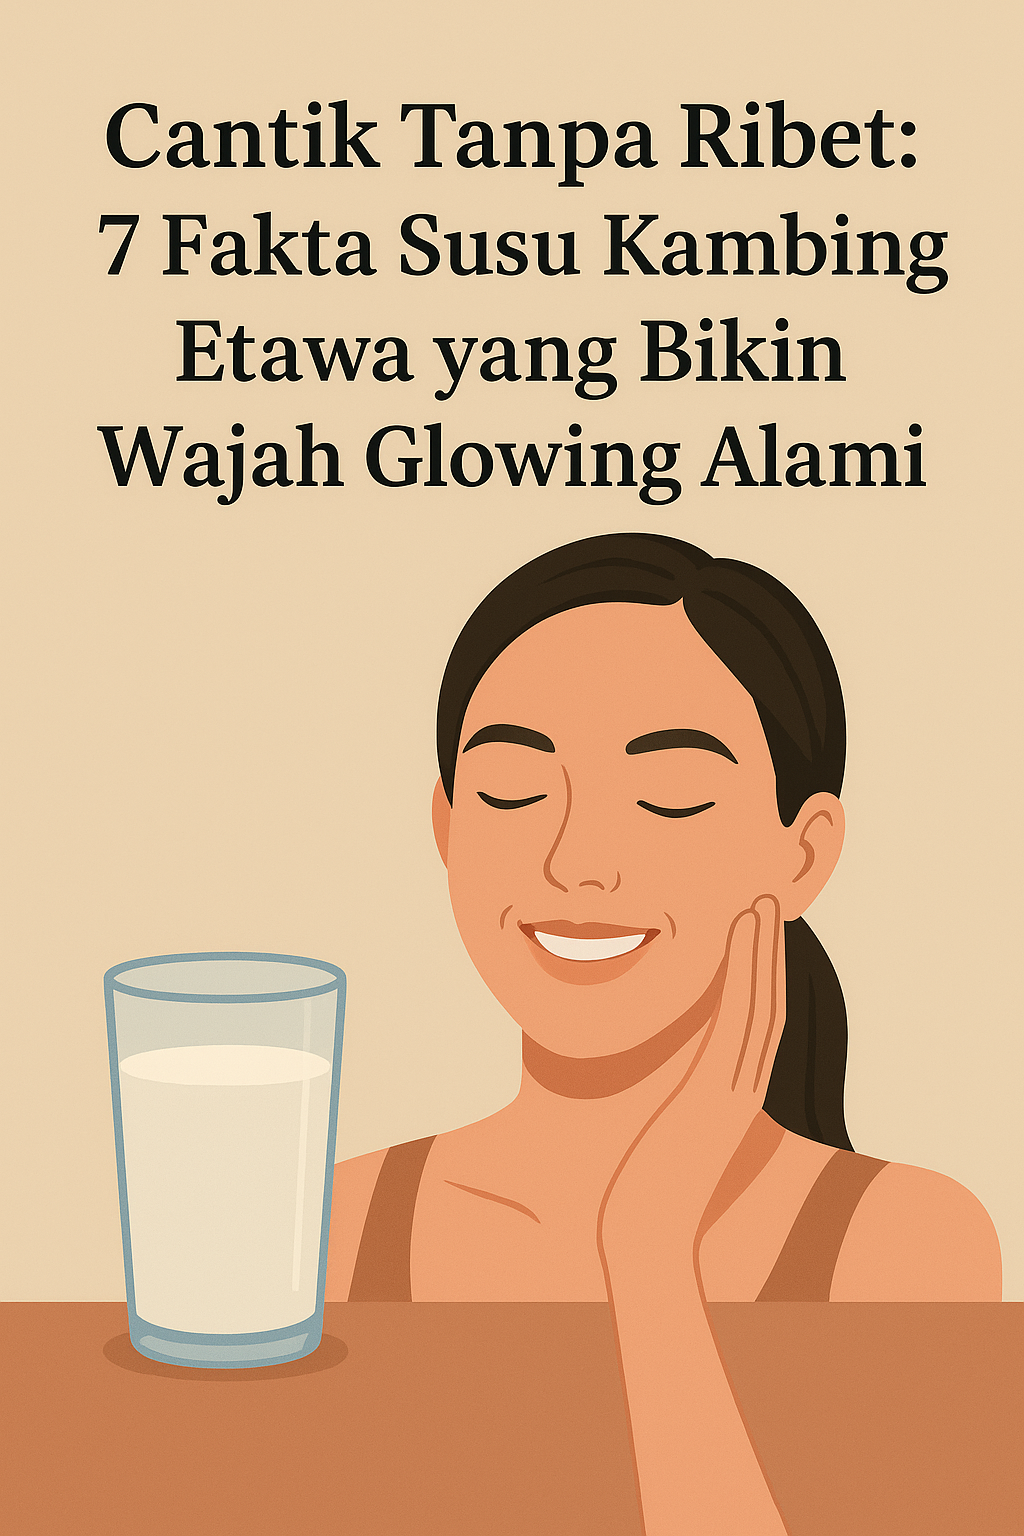 Cantik Tanpa Ribet:
7 Fakta Susu Kambing
Etawa yang Bikin
Wajah Glowing Alami